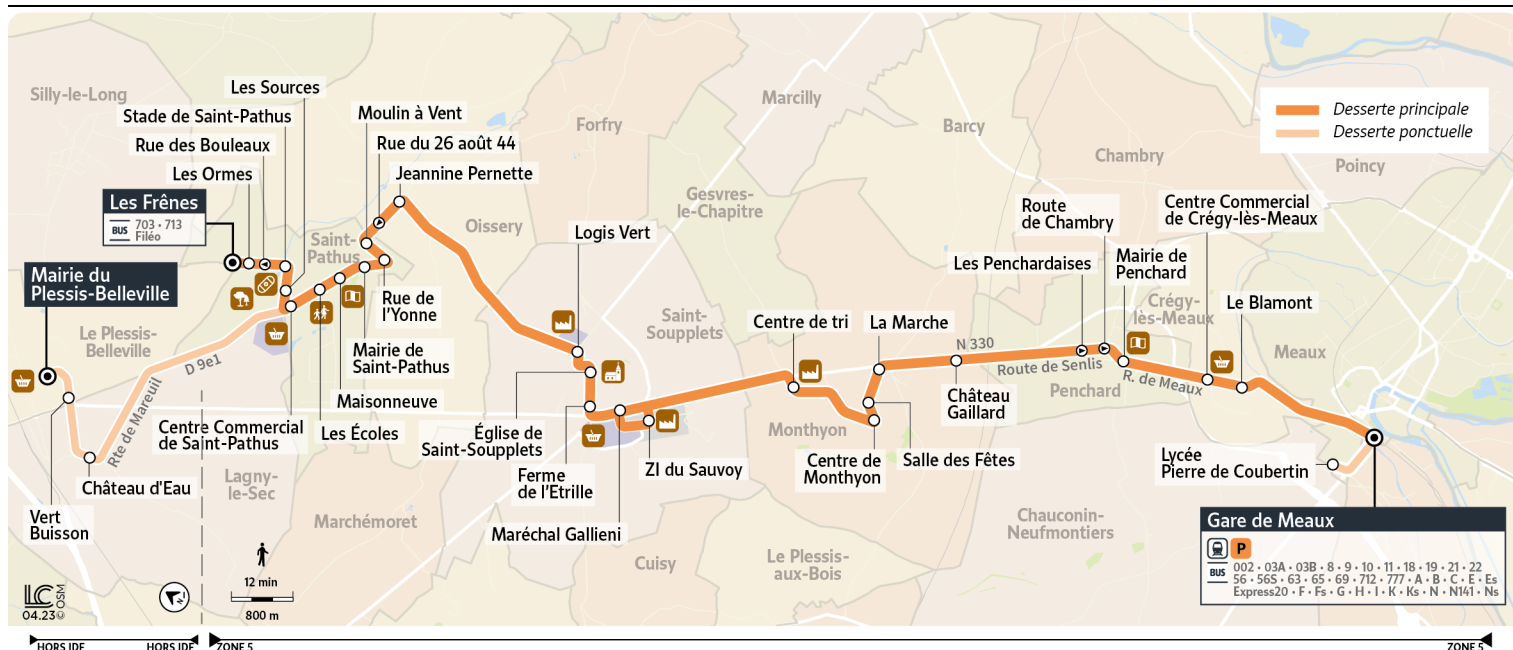 Silly-le-Long
Les Sources
Stade de Saint-Pathus
Rue des Bouleaux
Les Ormes
Les Frênes
BUS
703 • 713
Filéo
Mairie du
Plessis-Belleville
Le Plessis-
Belleville
D 9e1
Rte de Mareuil
Vert
Buisson
Château d'Eau
Centre Commercial
de Saint-Pathus
Les Écoles
Maisonneuve
Mairie de
Saint-Pathus
Rue de
l'Yonne
Saint-
Pathus
Moulin à Vent
Rue du 26 août 44
Jeannine Pernette
Oissery
Forfry
Marcilly
Gesvres-
le-Chapitre
Barcy
Chambry
Poincy
Desserte principale
Desserte ponctuelle
Logis Vert
Saint-
Soupplets
Église de
Saint-Soupplets
Ferme
de l'Etrille
Maréchal Gallieni
ZI du Sauvoy
Lagny-
le-Sec
Marchémoret
Cuisy
Le Plessis-
aux-Bois
Centre de tri
Monthyon
La Marche
Centre de
Monthyon
Salle des Fêtes
N 330
Château
Gaillard
Route de Senlis
Les Penchardaises
Route
de Chambry
Mairie de
Penchard
Penchard
R. de Meaux
Crégy-
lès-Meaux
Centre Commercial
de Crégy-lès-Meaux
Le Blamont
Meaux
Chauconin-
Neufmontiers
Lycée
Pierre de Coubertin
Gare de Meaux
P
BUS
002 • 03A • 03B • 8 • 9 • 10 • 11 • 18 • 19 • 21 • 22
56 • 56S • 63 • 65 • 69 • 712 • 777 • A • B • C • E • Es
Express20 • F • Fs • G • H • I • K • Ks • N • N141 • Ns
12 min
800 m
LC
04.23 © OSM
HORS IDF
HORS IDF
ZONE 5
ZONE 5